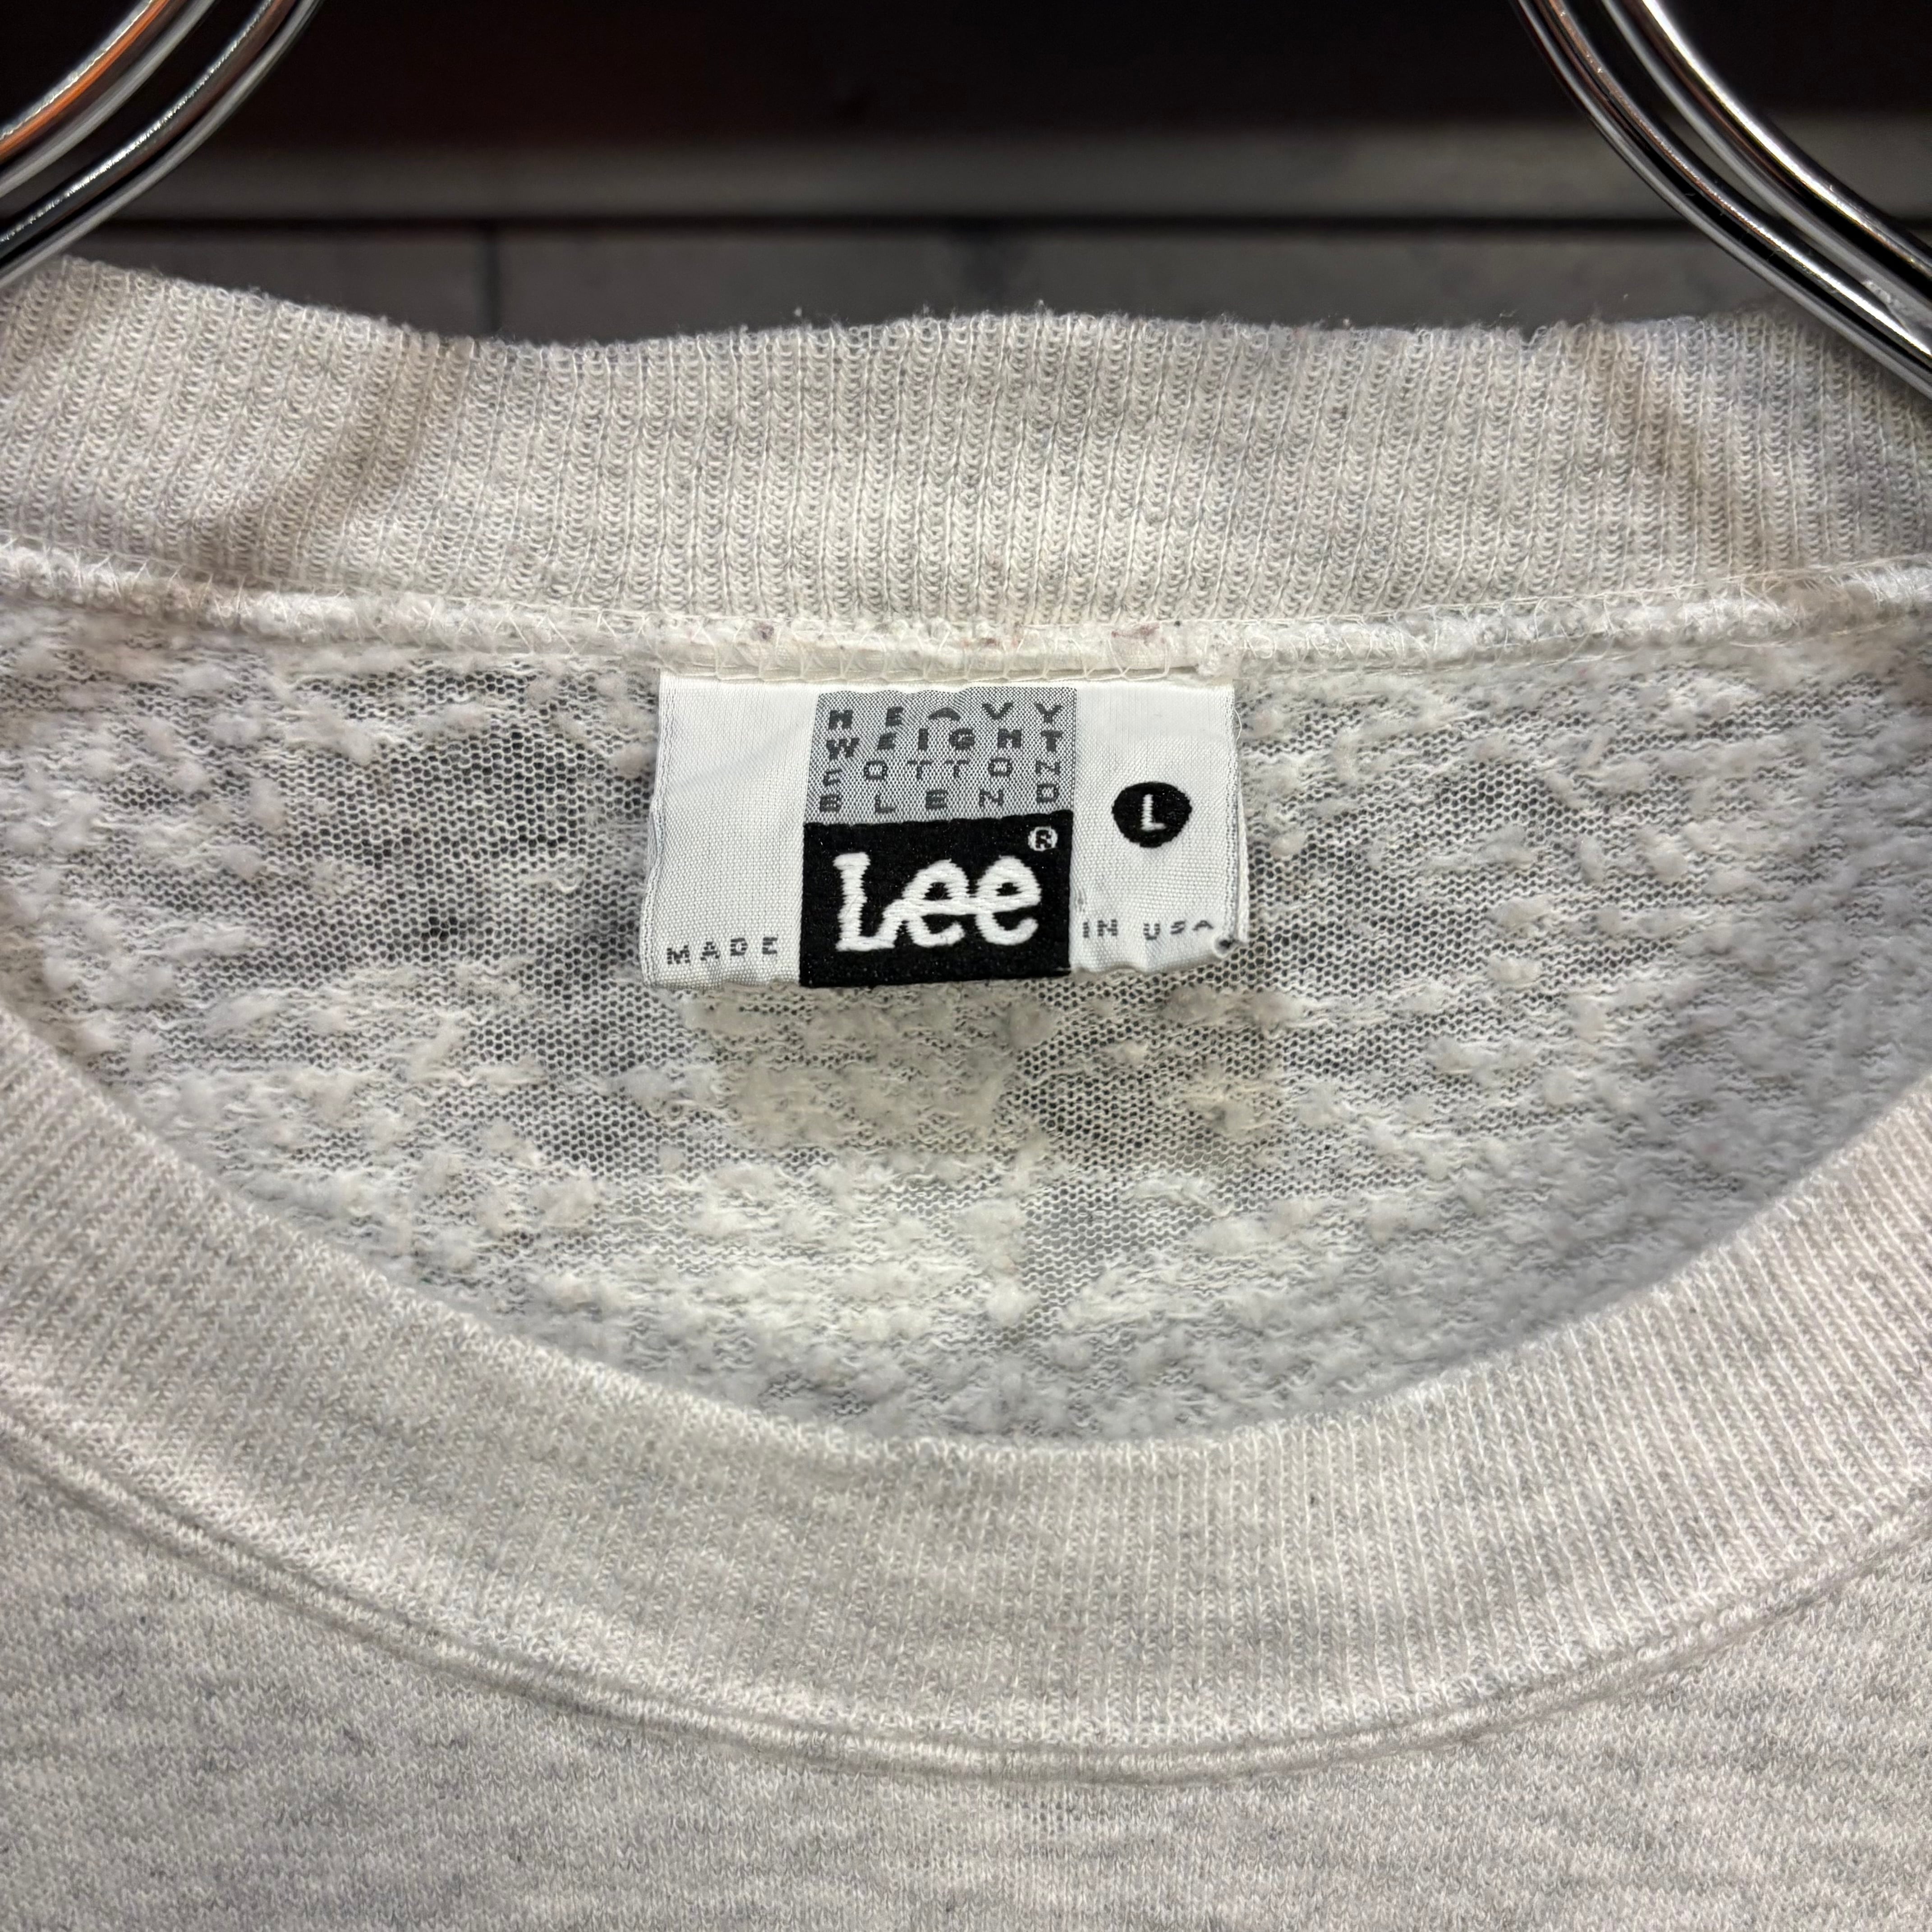 HEAVY
WEIGHT
COTTON
BLEND
Lee®
L
MADE IN USA